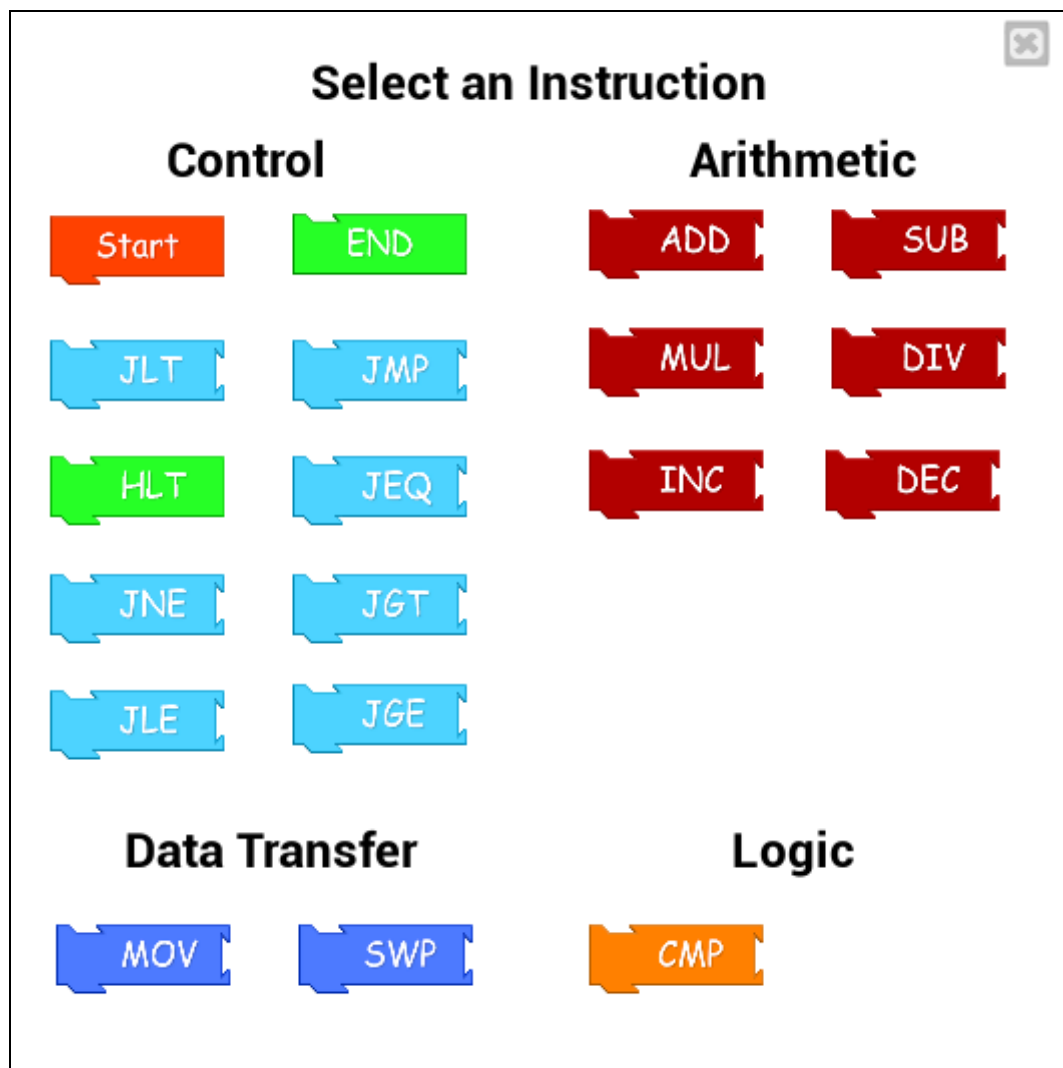 Select an Instruction
Control
Arithmetic
Start
END
ADD
SUB
JLT
JMP
MUL
DIV
HLT
JEQ
INC
DEC
JNE
JGT
JLE
JGE
Data Transfer
Logic
MOV
SWP
CMP